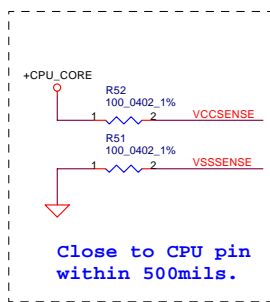 +CPU_CORE
R52
100_0402_1%
1 2 VCCSENSE
R51
100_0402_1%
1 2 VSSSENSE
Close to CPU pin
within 500mils.